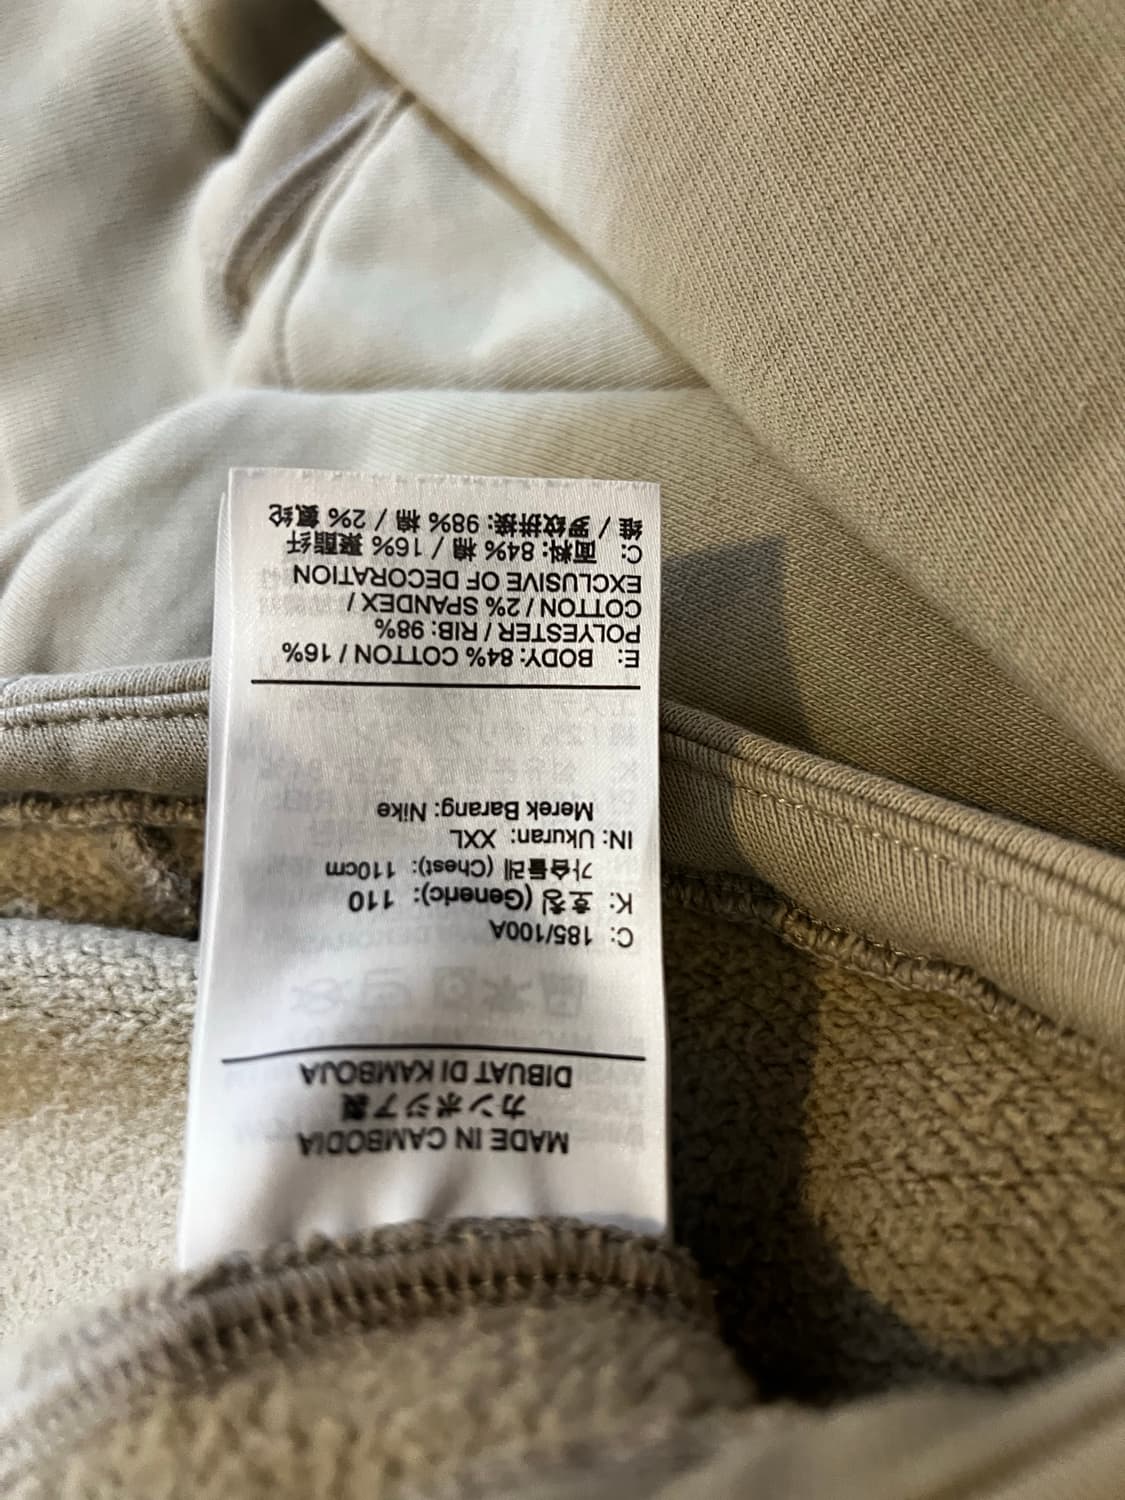 MADE IN CAMBODIA
カンボジア製
DIBUAT DI KAMBOJA
C: 185/100A
K: 호칭 (Generic): 110
가슴둘레 (Chest): 110cm
IN: Ukuran: XXL
Merek Barang: Nike
E: BODY: 84% COTTON / 16%
POLYESTER / RIB: 98%
COTTON / 2% SPANDEX /
EXCLUSIVE OF DECORATION
C: 面料: 84% 棉 / 16% 聚酯纤
维 / 罗纹拼接: 98% 棉 / 2% 氨纶